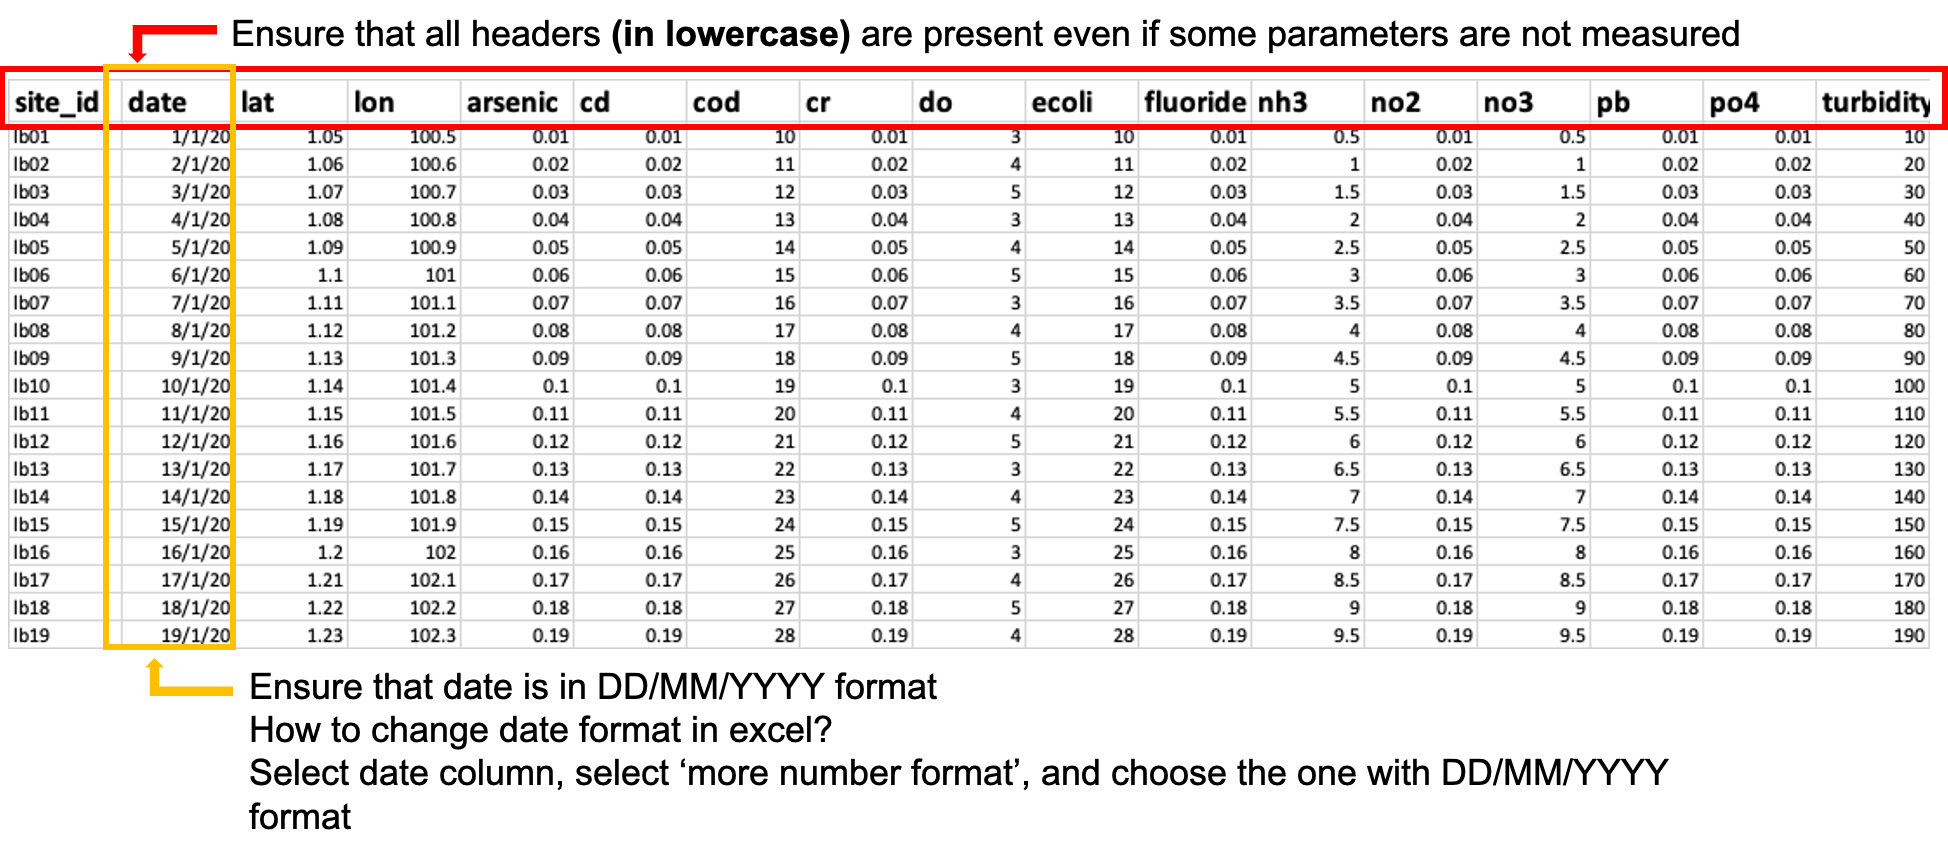 Ensure that all headers (in lowercase) are present even if some parameters are not measured
site_id date lat lon arsenic cd cod cr do ecoli fluoride nh3 no2 no3 pb po4 turbidity
lb01 1/1/20 1.05 100.5 0.01 0.01 10 0.01 3 10 0.01 0.5 0.01 0.5 0.01 0.01 10
lb02 2/1/20 1.06 100.6 0.02 0.02 11 0.02 4 11 0.02 1 0.02 1 0.02 0.02 20
lb03 3/1/20 1.07 100.7 0.03 0.03 12 0.03 5 12 0.03 1.5 0.03 1.5 0.03 0.03 30
lb04 4/1/20 1.08 100.8 0.04 0.04 13 0.04 3 13 0.04 2 0.04 2 0.04 0.04 40
lb05 5/1/20 1.09 100.9 0.05 0.05 14 0.05 4 14 0.05 2.5 0.05 2.5 0.05 0.05 50
lb06 6/1/20 1.1 101 0.06 0.06 15 0.06 5 15 0.06 3 0.06 3 0.06 0.06 60
lb07 7/1/20 1.11 101.1 0.07 0.07 16 0.07 3 16 0.07 3.5 0.07 3.5 0.07 0.07 70
lb08 8/1/20 1.12 101.2 0.08 0.08 17 0.08 4 17 0.08 4 0.08 4 0.08 0.08 80
lb09 9/1/20 1.13 101.3 0.09 0.09 18 0.09 5 18 0.09 4.5 0.09 4.5 0.09 0.09 90
lb10 10/1/20 1.14 101.4 0.1 0.1 19 0.1 3 19 0.1 5 0.1 5 0.1 0.1 100
lb11 11/1/20 1.15 101.5 0.11 0.11 20 0.11 4 20 0.11 5.5 0.11 5.5 0.11 0.11 110
lb12 12/1/20 1.16 101.6 0.12 0.12 21 0.12 5 21 0.12 6 0.12 6 0.12 0.12 120
lb13 13/1/20 1.17 101.7 0.13 0.13 22 0.13 3 22 0.13 6.5 0.13 6.5 0.13 0.13 130
lb14 14/1/20 1.18 101.8 0.14 0.14 23 0.14 4 23 0.14 7 0.14 7 0.14 0.14 140
lb15 15/1/20 1.19 101.9 0.15 0.15 24 0.15 5 24 0.15 7.5 0.15 7.5 0.15 0.15 150
lb16 16/1/20 1.2 102 0.16 0.16 25 0.16 3 25 0.16 8 0.16 8 0.16 0.16 160
lb17 17/1/20 1.21 102.1 0.17 0.17 26 0.17 4 26 0.17 8.5 0.17 8.5 0.17 0.17 170
lb18 18/1/20 1.22 102.2 0.18 0.18 27 0.18 5 27 0.18 9 0.18 9 0.18 0.18 180
lb19 19/1/20 1.23 102.3 0.19 0.19 28 0.19 4 28 0.19 9.5 0.19 9.5 0.19 0.19 190
Ensure that date is in DD/MM/YYYY format
How to change date format in excel?
Select date column, select ‘more number format’, and choose the one with DD/MM/YYYY
format